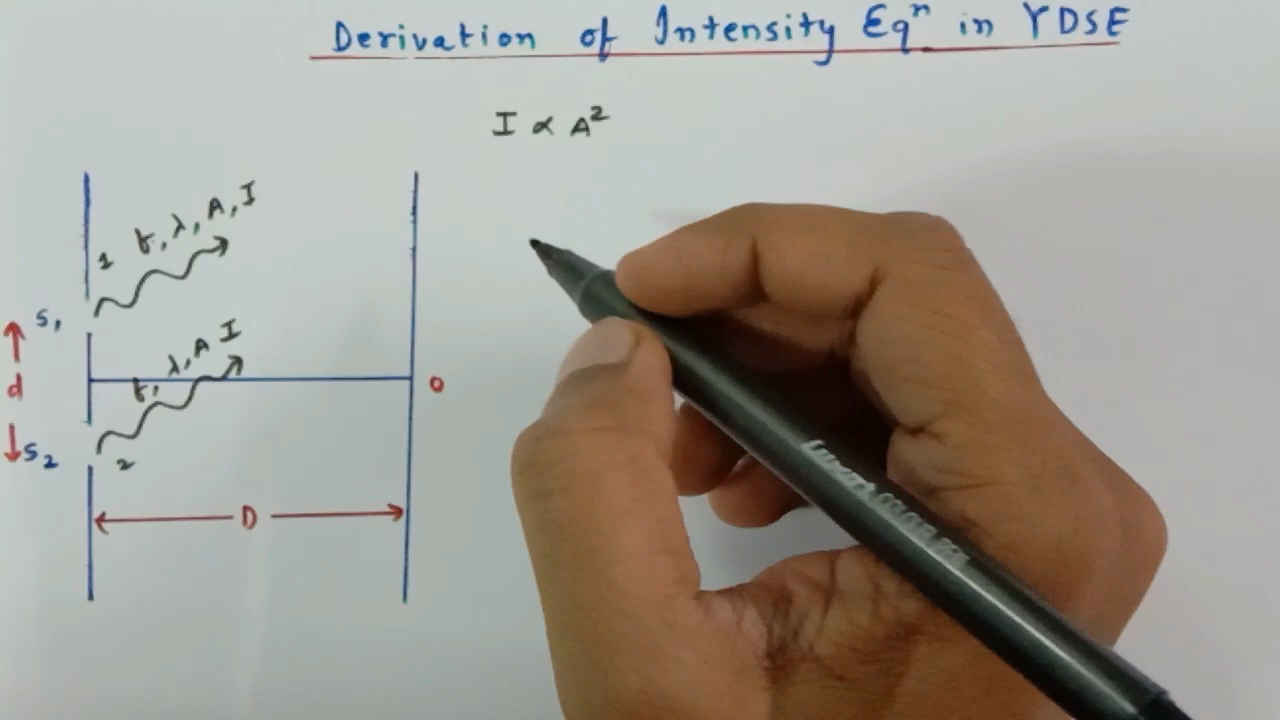 Derivation of Intensity Eqⁿ in YDSE
I ∝ A²
1 f, λ, A, I
S₁
f, λ, A I
d
O
S₂
2
D